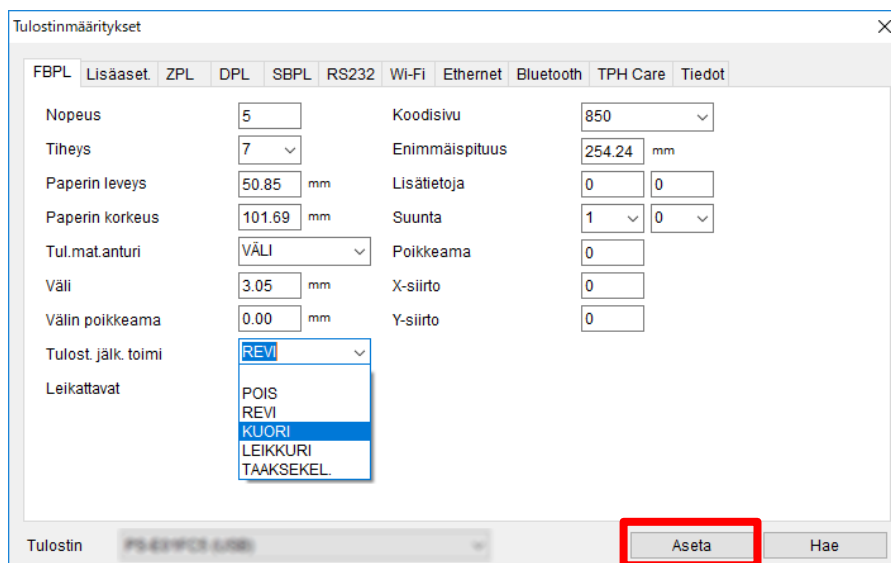 Tulostinmääritykset
FBPL Lisäaset. ZPL DPL SBPL RS232 Wi-Fi Ethernet Bluetooth TPH Care Tiedot
Nopeus 5 Koodisivu 850
Tiheys 7 Enimmäispituus 254.24 mm
Paperin leveys 50.85 mm Lisätietoja 0 0
Paperin korkeus 101.69 mm Suunta 1 0
Tul.mat.anturi VÄLI Poikkeama 0
Väli 3.05 mm X-siirto 0
Välin poikkeama 0.00 mm Y-siirto 0
Tulost. jälk. toimi REVI
Leikattavat
POIS
REVI
KUORI
LEIKKURI
TAAKSEKEL.
Tulostin Aseta Hae